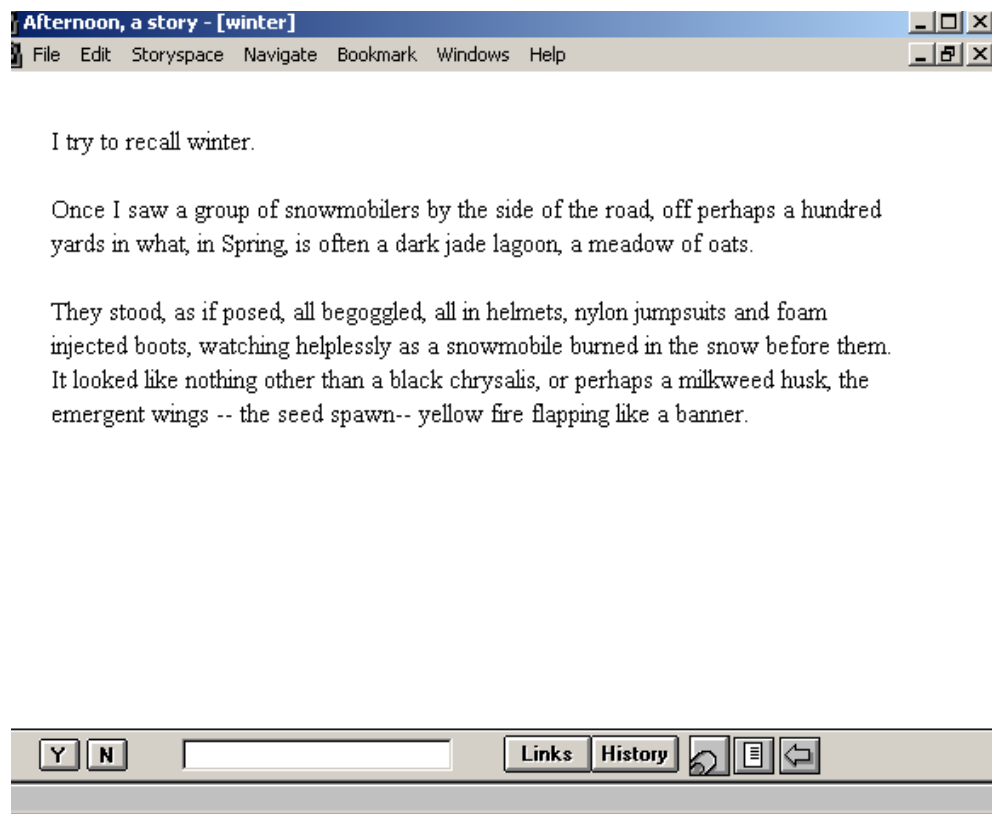 Afternoon, a story - [winter]
File Edit Storyspace Navigate Bookmark Windows Help
I try to recall winter.
Once I saw a group of snowmobilers by the side of the road, off perhaps a hundred
yards in what, in Spring, is often a dark jade lagoon, a meadow of oats.
They stood, as if posed, all begoggled, all in helmets, nylon jumpsuits and foam
injected boots, watching helplessly as a snowmobile burned in the snow before them.
It looked like nothing other than a black chrysalis, or perhaps a milkweed husk, the
emergent wings -- the seed spawn-- yellow fire flapping like a banner.
Y N Links History